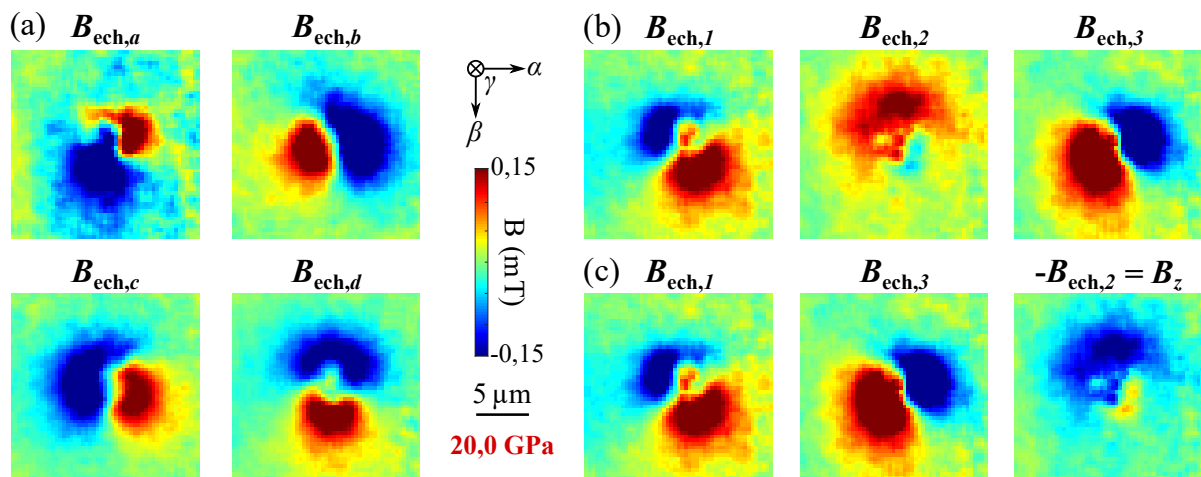 (a)
B_ech,a
B_ech,b
B_ech,c
B_ech,d
α
γ
β
0,15
B (mT)
-0,15
5 µm
20,0 GPa
(b)
B_ech,1
B_ech,2
B_ech,3
(c)
B_ech,1
B_ech,3
-B_ech,2 = B_z